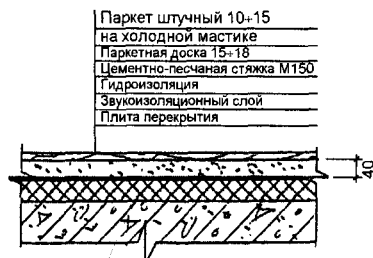 Паркет штучный 10÷15
на холодной мастике
Паркетная доска 15÷18
Цементно-песчаная стяжка М150
Гидроизоляция
Звукоизоляционный слой
Плита перекрытия
40